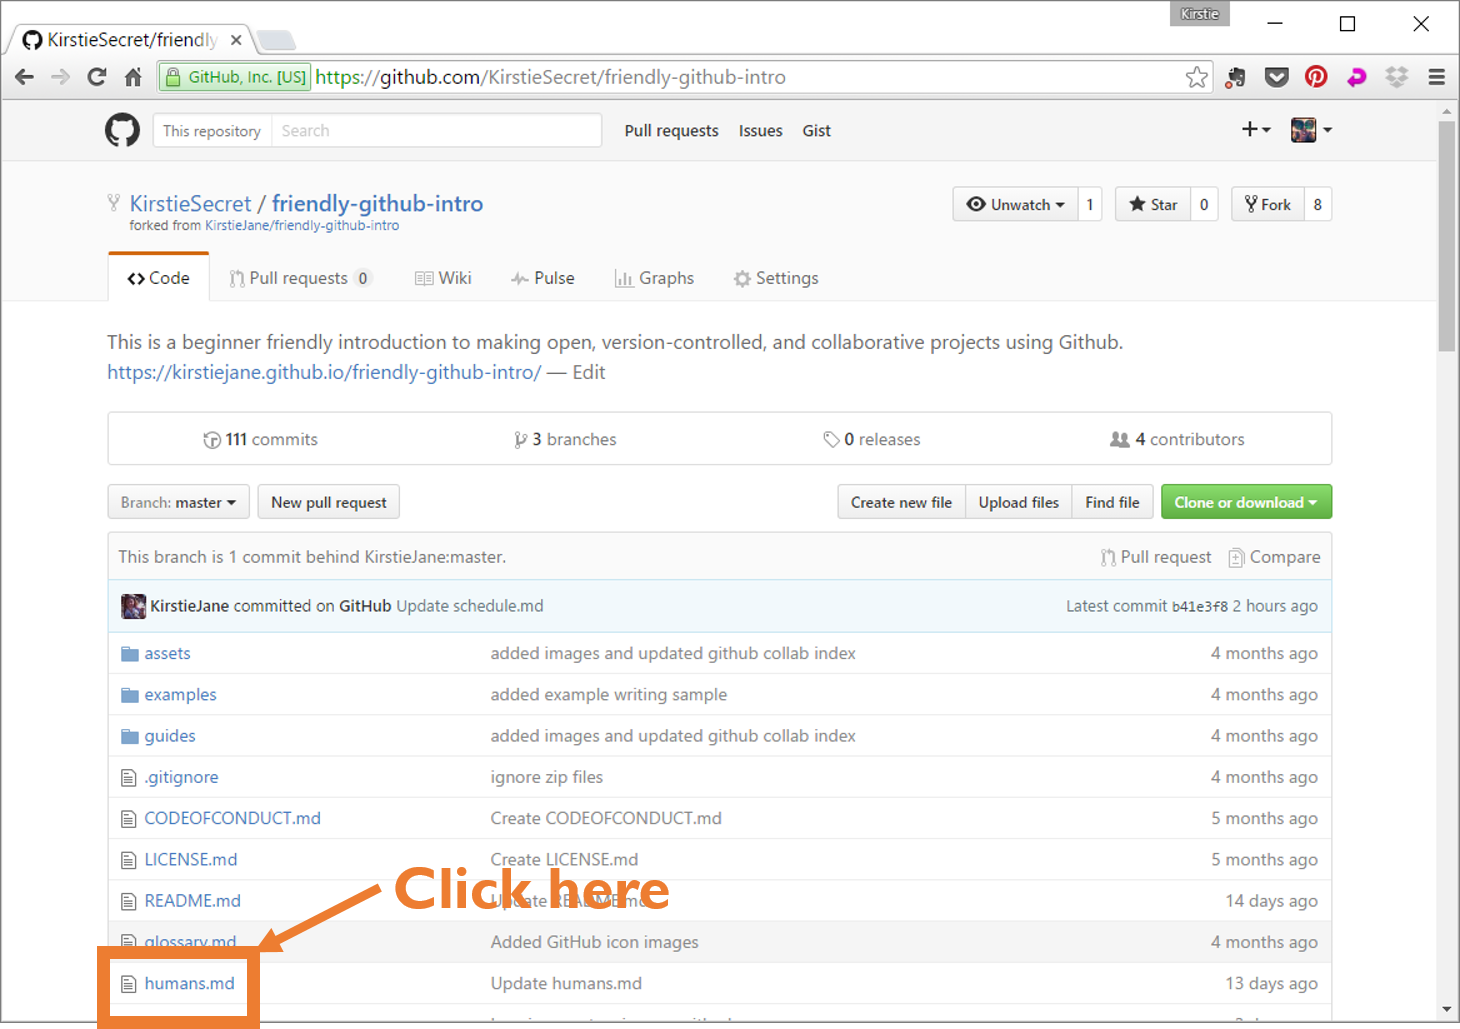 Kirstie
KirstieSecret/friendly
GitHub, Inc. [US] https://github.com/KirstieSecret/friendly-github-intro
This repository Search Pull requests Issues Gist
KirstieSecret / friendly-github-intro Unwatch 1 Star 0 Fork 8
forked from KirstieJane/friendly-github-intro
Code Pull requests 0 Wiki Pulse Graphs Settings
This is a beginner friendly introduction to making open, version-controlled, and collaborative projects using Github.
https://kirstiejane.github.io/friendly-github-intro/ — Edit
111 commits 3 branches 0 releases 4 contributors
Branch: master New pull request Create new file Upload files Find file Clone or download
This branch is 1 commit behind KirstieJane:master. Pull request Compare
KirstieJane committed on GitHub Update schedule.md Latest commit b41e3f8 2 hours ago
assets added images and updated github collab index 4 months ago
examples added example writing sample 4 months ago
guides added images and updated github collab index 4 months ago
.gitignore ignore zip files 4 months ago
CODEOFCONDUCT.md Create CODEOFCONDUCT.md 5 months ago
LICENSE.md Create LICENSE.md 5 months ago
Click here
README.md Update README.md 14 days ago
glossary.md Added GitHub icon images 4 months ago
humans.md Update humans.md 13 days ago